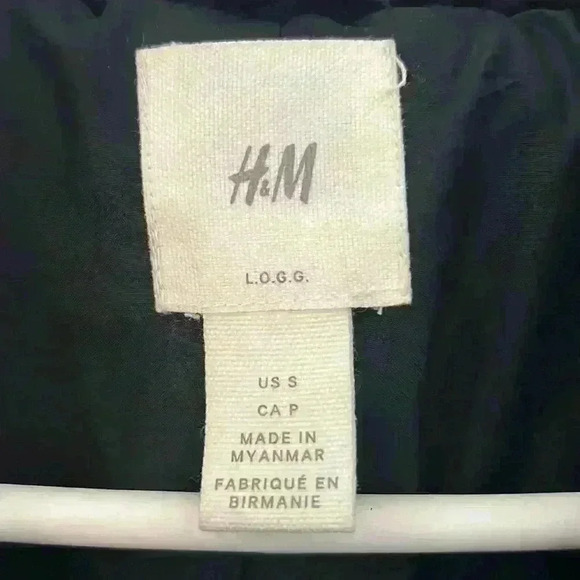 H&M
L.O.G.G.
US S
CA P
MADE IN
MYANMAR
FABRIQUÉ EN
BIRMANIE